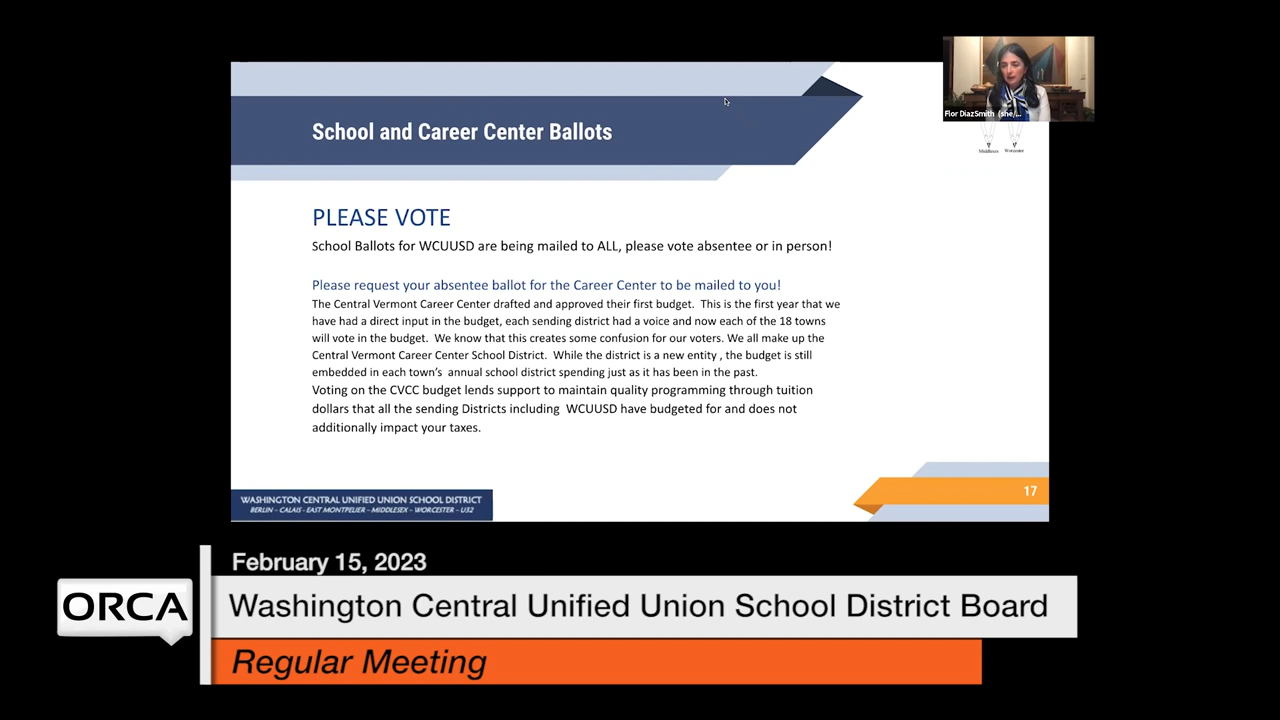 School and Career Center Ballots
Flor DiazSmith (she/...
Middlesex Worcester
PLEASE VOTE
School Ballots for WCUUSD are being mailed to ALL, please vote absentee or in person!
Please request your absentee ballot for the Career Center to be mailed to you!
The Central Vermont Career Center drafted and approved their first budget. This is the first year that we
have had a direct input in the budget, each sending district had a voice and now each of the 18 towns
will vote in the budget. We know that this creates some confusion for our voters. We all make up the
Central Vermont Career Center School District. While the district is a new entity , the budget is still
embedded in each town's annual school district spending just as it has been in the past.
Voting on the CVCC budget lends support to maintain quality programming through tuition
dollars that all the sending Districts including WCUUSD have budgeted for and does not
additionally impact your taxes.
17
WASHINGTON CENTRAL UNIFIED UNION SCHOOL DISTRICT
BERLIN – CALAIS - EAST MONTPELIER – MIDDLESEX – WORCESTER – U32
February 15, 2023
ORCA
Washington Central Unified Union School District Board
Regular Meeting